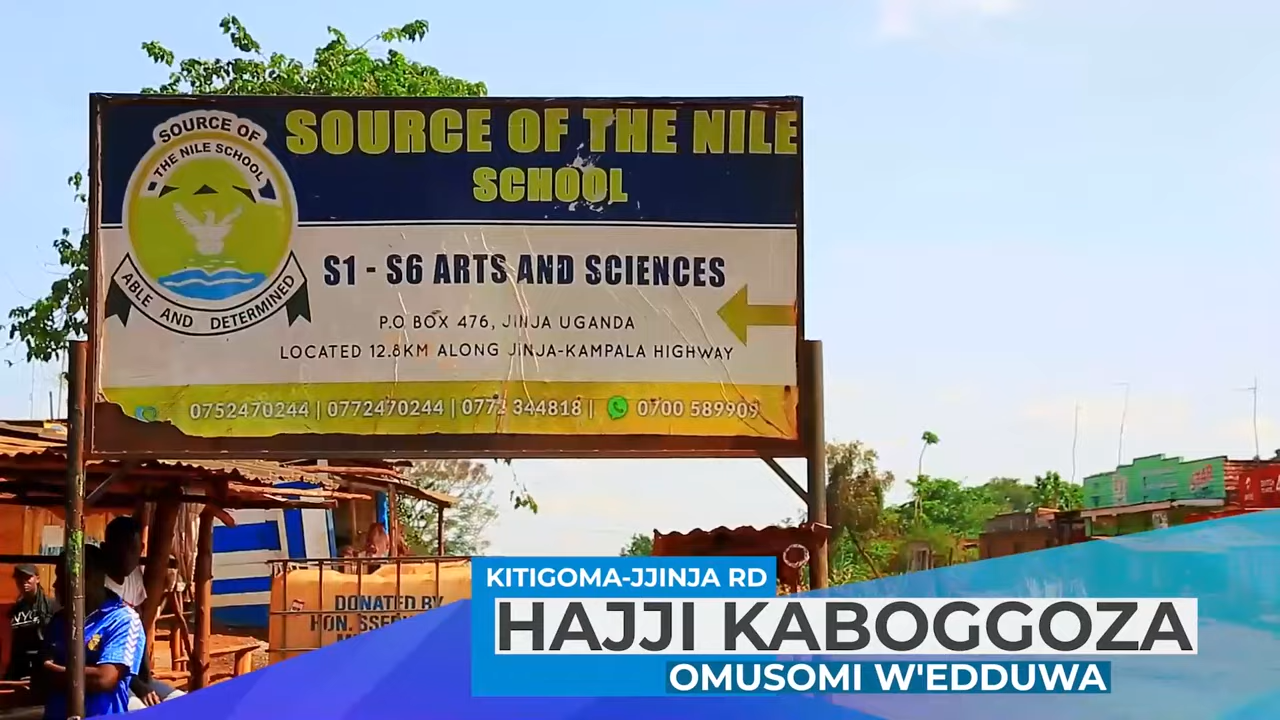 SOURCE OF THE NILE
SCHOOL
SOURCE OF
THE NILE SCHOOL
ABLE AND DETERMINED
S1 - S6 ARTS AND SCIENCES
P.O BOX 476, JINJA UGANDA
LOCATED 12.8KM ALONG JINJA-KAMPALA HIGHWAY
0752470244 | 0772470244 | 0772 344818 | 0700 589909
DONATED BY
KITIGOMA-JJINJA RD
HAJJI KABOGGOZA
OMUSOMI W'EDDUWA